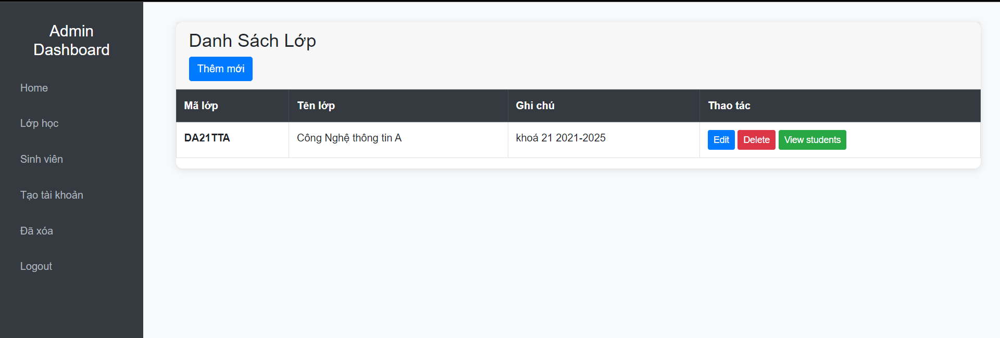 Admin
Dashboard
Home
Lớp học
Sinh viên
Tạo tài khoản
Đã xóa
Logout
Danh Sách Lớp
Thêm mới
Mã lớp Tên lớp Ghi chú Thao tác
DA21TTA Công Nghệ thông tin A khoá 21 2021-2025 Edit Delete View students